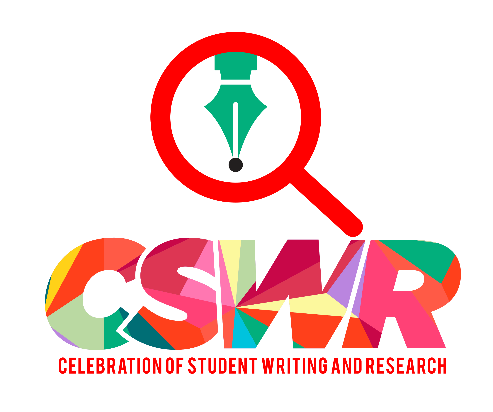 CSWR
CELEBRATION OF STUDENT WRITING AND RESEARCH